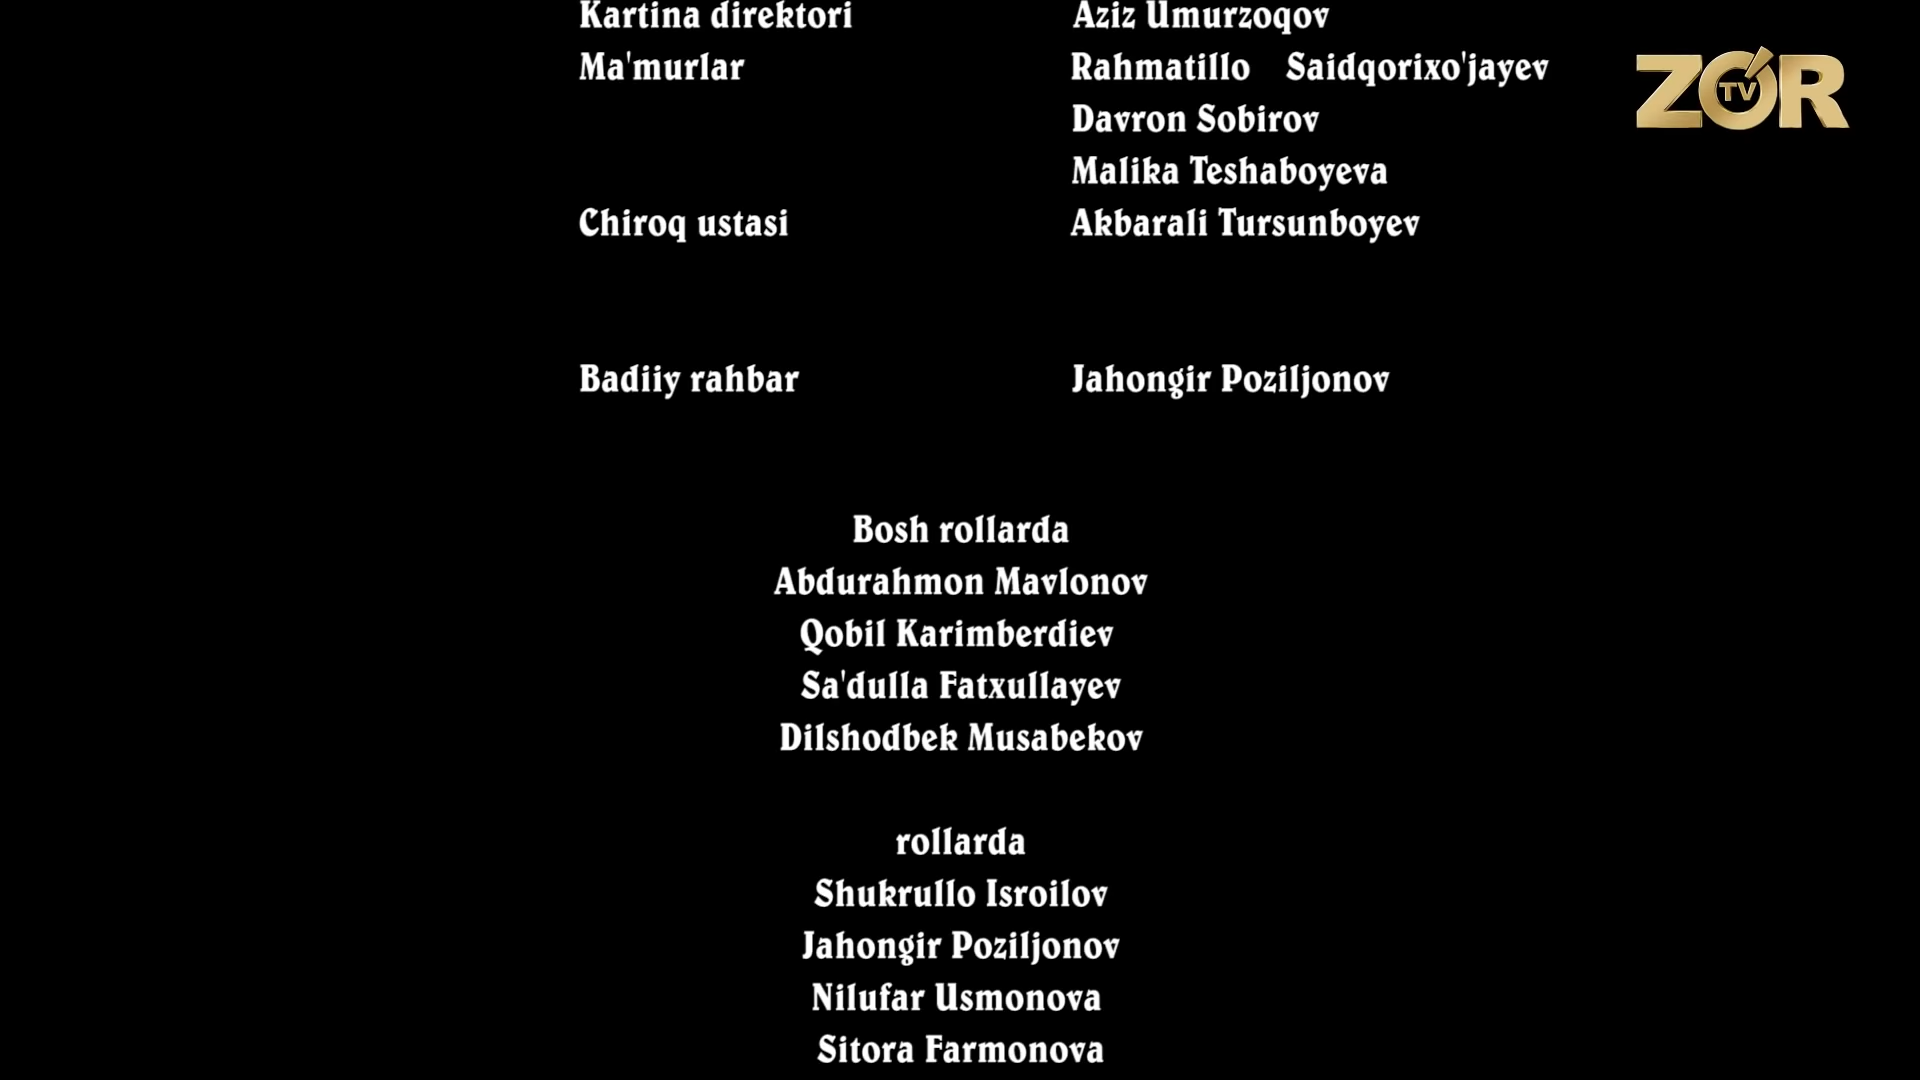 Kartina direktori Aziz Umurzoqov
Ma'murlar Rahmatillo Saidqorixo'jayev
Davron Sobirov
Malika Teshaboyeva
Chiroq ustasi Akbarali Tursunboyev
Badiiy rahbar Jahongir Poziljonov
Bosh rollarda
Abdurahmon Mavlonov
Qobil Karimberdiev
Sa'dulla Fatxullayev
Dilshodbek Musabekov
rollarda
Shukrullo Isroilov
Jahongir Poziljonov
Nilufar Usmonova
Sitora Farmonova
ZO'R TV